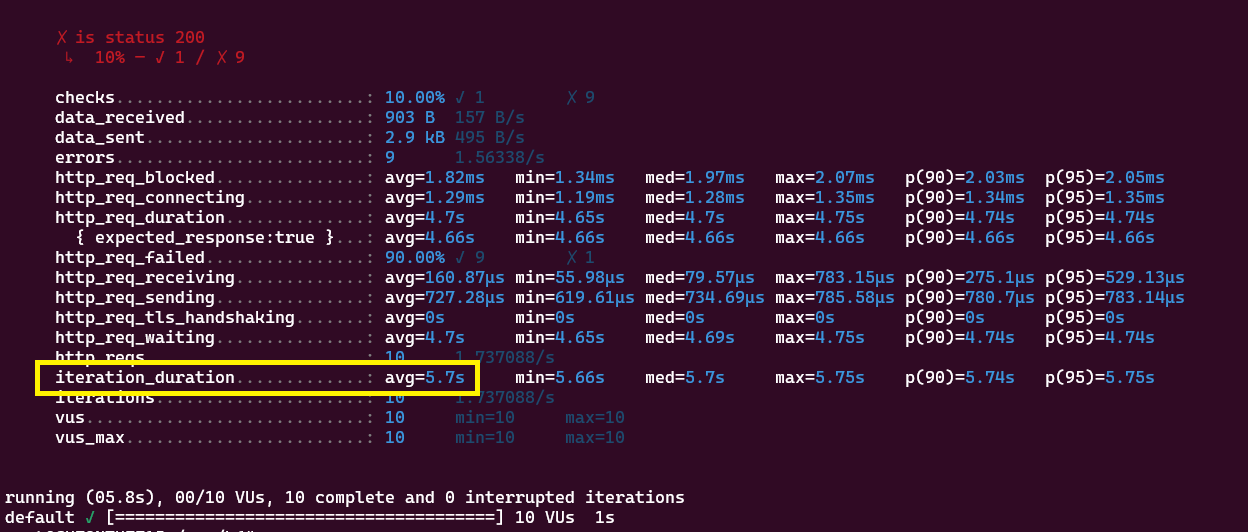 ✗ is status 200
↳ 10% — ✓ 1 / ✗ 9
checks.........................: 10.00% ✓ 1 ✗ 9
data_received..................: 903 B 157 B/s
data_sent......................: 2.9 kB 495 B/s
errors.........................: 9 1.56338/s
http_req_blocked...............: avg=1.82ms min=1.34ms med=1.97ms max=2.07ms p(90)=2.03ms p(95)=2.05ms
http_req_connecting............: avg=1.29ms min=1.19ms med=1.28ms max=1.35ms p(90)=1.34ms p(95)=1.35ms
http_req_duration..............: avg=4.7s min=4.65s med=4.7s max=4.75s p(90)=4.74s p(95)=4.74s
{ expected_response:true }...: avg=4.66s min=4.66s med=4.66s max=4.66s p(90)=4.66s p(95)=4.66s
http_req_failed................: 90.00% ✓ 9 ✗ 1
http_req_receiving.............: avg=160.87µs min=55.98µs med=79.57µs max=783.15µs p(90)=275.1µs p(95)=529.13µs
http_req_sending...............: avg=727.28µs min=619.61µs med=734.69µs max=785.58µs p(90)=780.7µs p(95)=783.14µs
http_req_tls_handshaking.......: avg=0s min=0s med=0s max=0s p(90)=0s p(95)=0s
http_req_waiting...............: avg=4.7s min=4.65s med=4.69s max=4.75s p(90)=4.74s p(95)=4.74s
http_reqs......................: 10 1.737088/s
iteration_duration.............: avg=5.7s min=5.66s med=5.7s max=5.75s p(90)=5.74s p(95)=5.75s
iterations.....................: 10 1.737088/s
vus............................: 10 min=10 max=10
vus_max........................: 10 min=10 max=10
running (05.8s), 00/10 VUs, 10 complete and 0 interrupted iterations
default ✓ [======================================] 10 VUs 1s